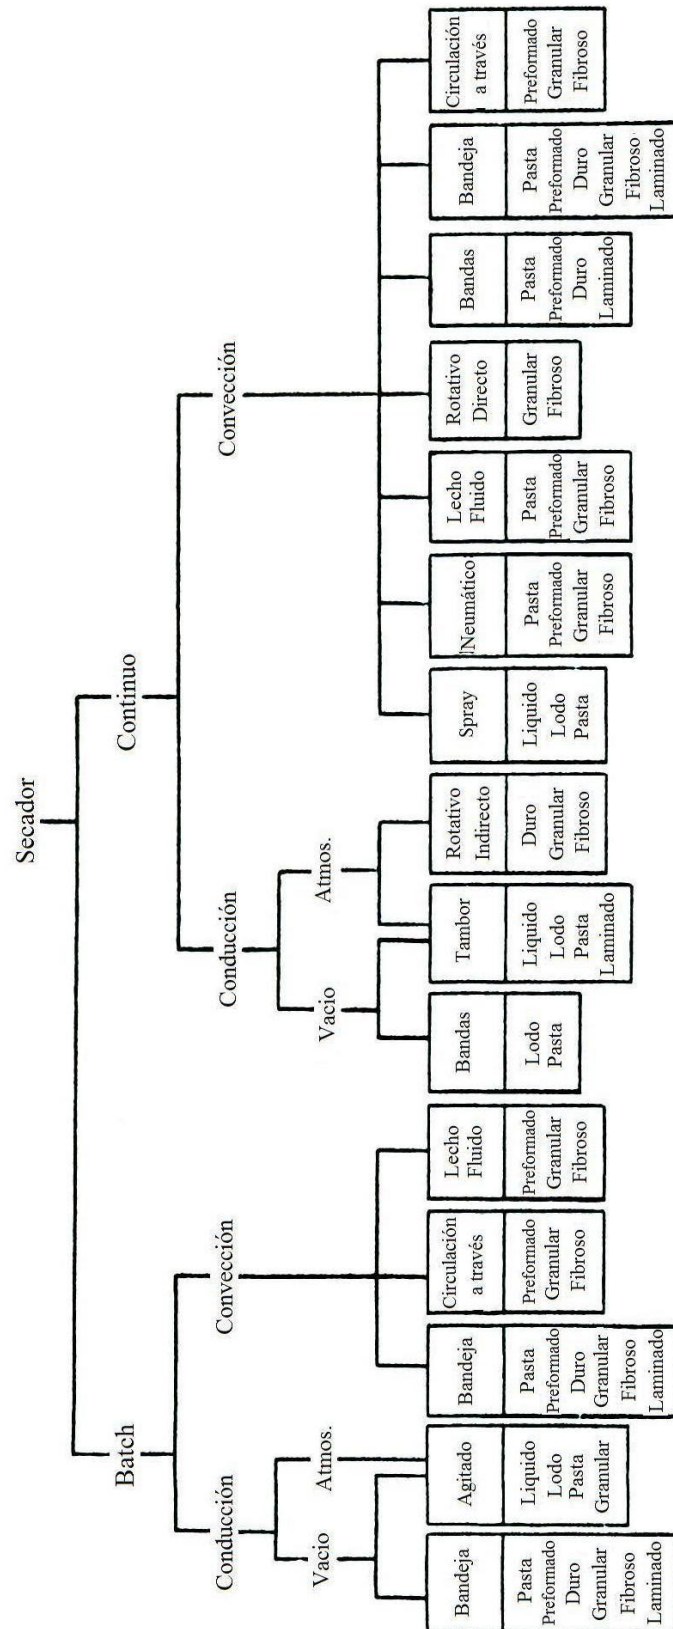 Secador
Batch
Continuo
Conducción
Convección
Conducción
Convección
Vacio
Atmos.
Vacio
Atmos.
Bandeja
Pasta
Preformado
Duro
Granular
Fibroso
Laminado
Agitado
Liquido
Lodo
Pasta
Granular
Bandeja
Pasta
Preformado
Duro
Granular
Fibroso
Laminado
Circulación
a través
Preformado
Granular
Fibroso
Lecho
Fluido
Preformado
Granular
Fibroso
Bandas
Lodo
Pasta
Tambor
Liquido
Lodo
Pasta
Laminado
Rotativo
Indirecto
Duro
Granular
Fibroso
Spray
Liquido
Lodo
Pasta
Neumático
Pasta
Preformado
Granular
Fibroso
Lecho
Fluido
Pasta
Preformado
Granular
Fibroso
Rotativo
Directo
Granular
Fibroso
Bandas
Pasta
Preformado
Duro
Laminado
Bandeja
Pasta
Preformado
Duro
Granular
Fibroso
Laminado
Circulación
a través
Preformado
Granular
Fibroso